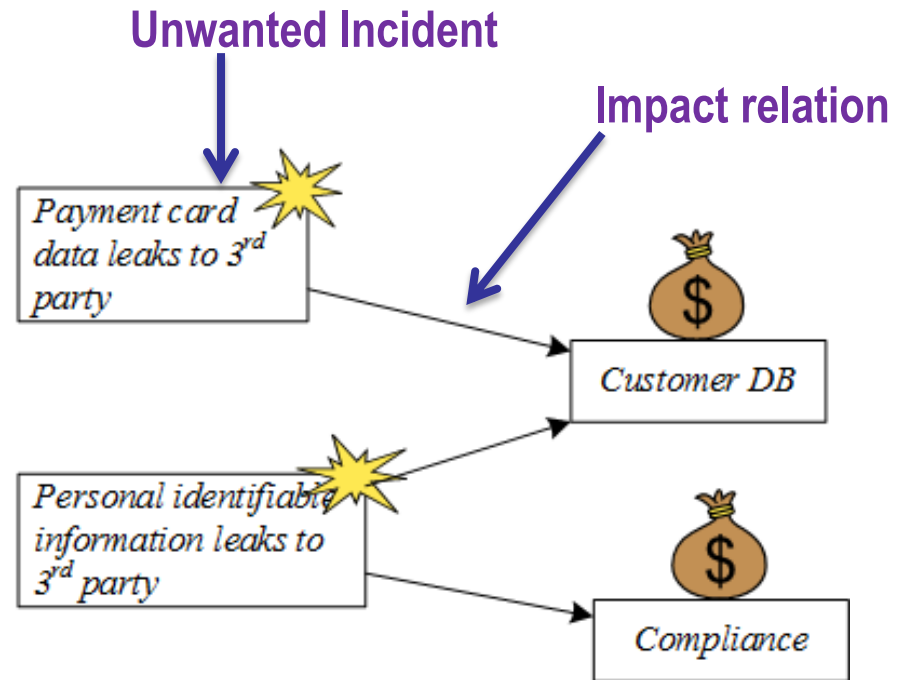 Unwanted Incident
Impact relation
Payment card
data leaks to 3rd
party
$
Customer DB
Personal identifiable
information leaks to
3rd party
$
Compliance